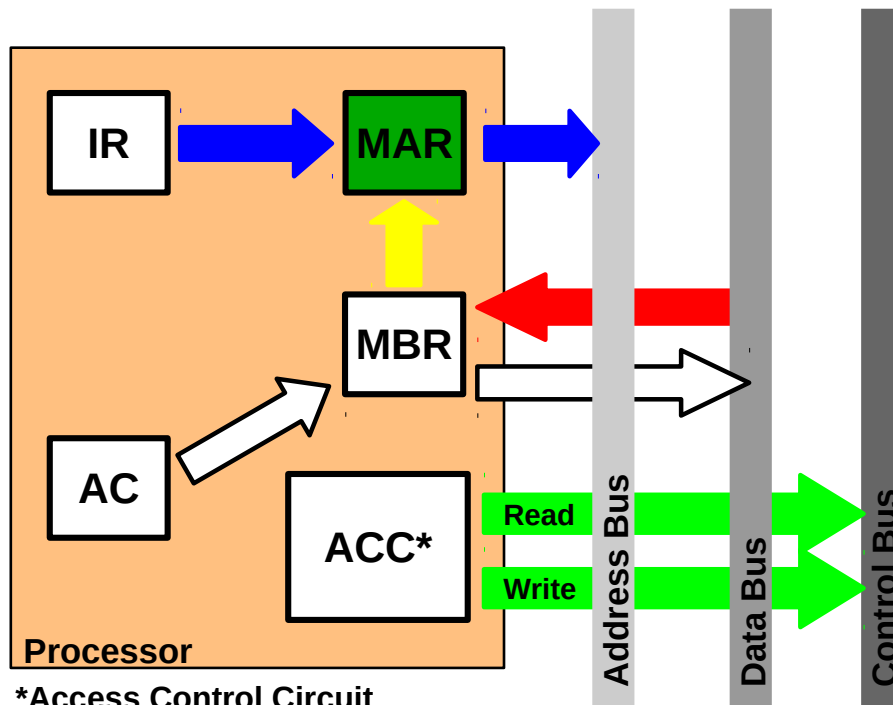 IR
MAR
MBR
AC
ACC*
Read
Write
Address Bus
Data Bus
Control Bus
Processor
*Access Control Circuit